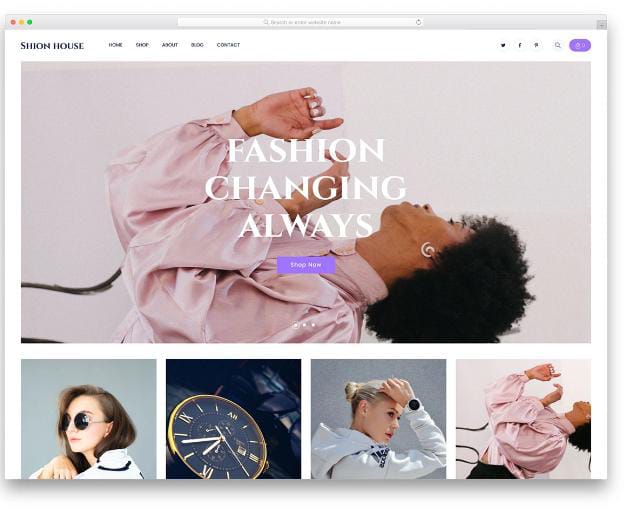 Search or enter website name
SHION HOUSE
HOME SHOP ABOUT BLOG CONTACT
0
FASHION
CHANGING
ALWAYS
Shop Now